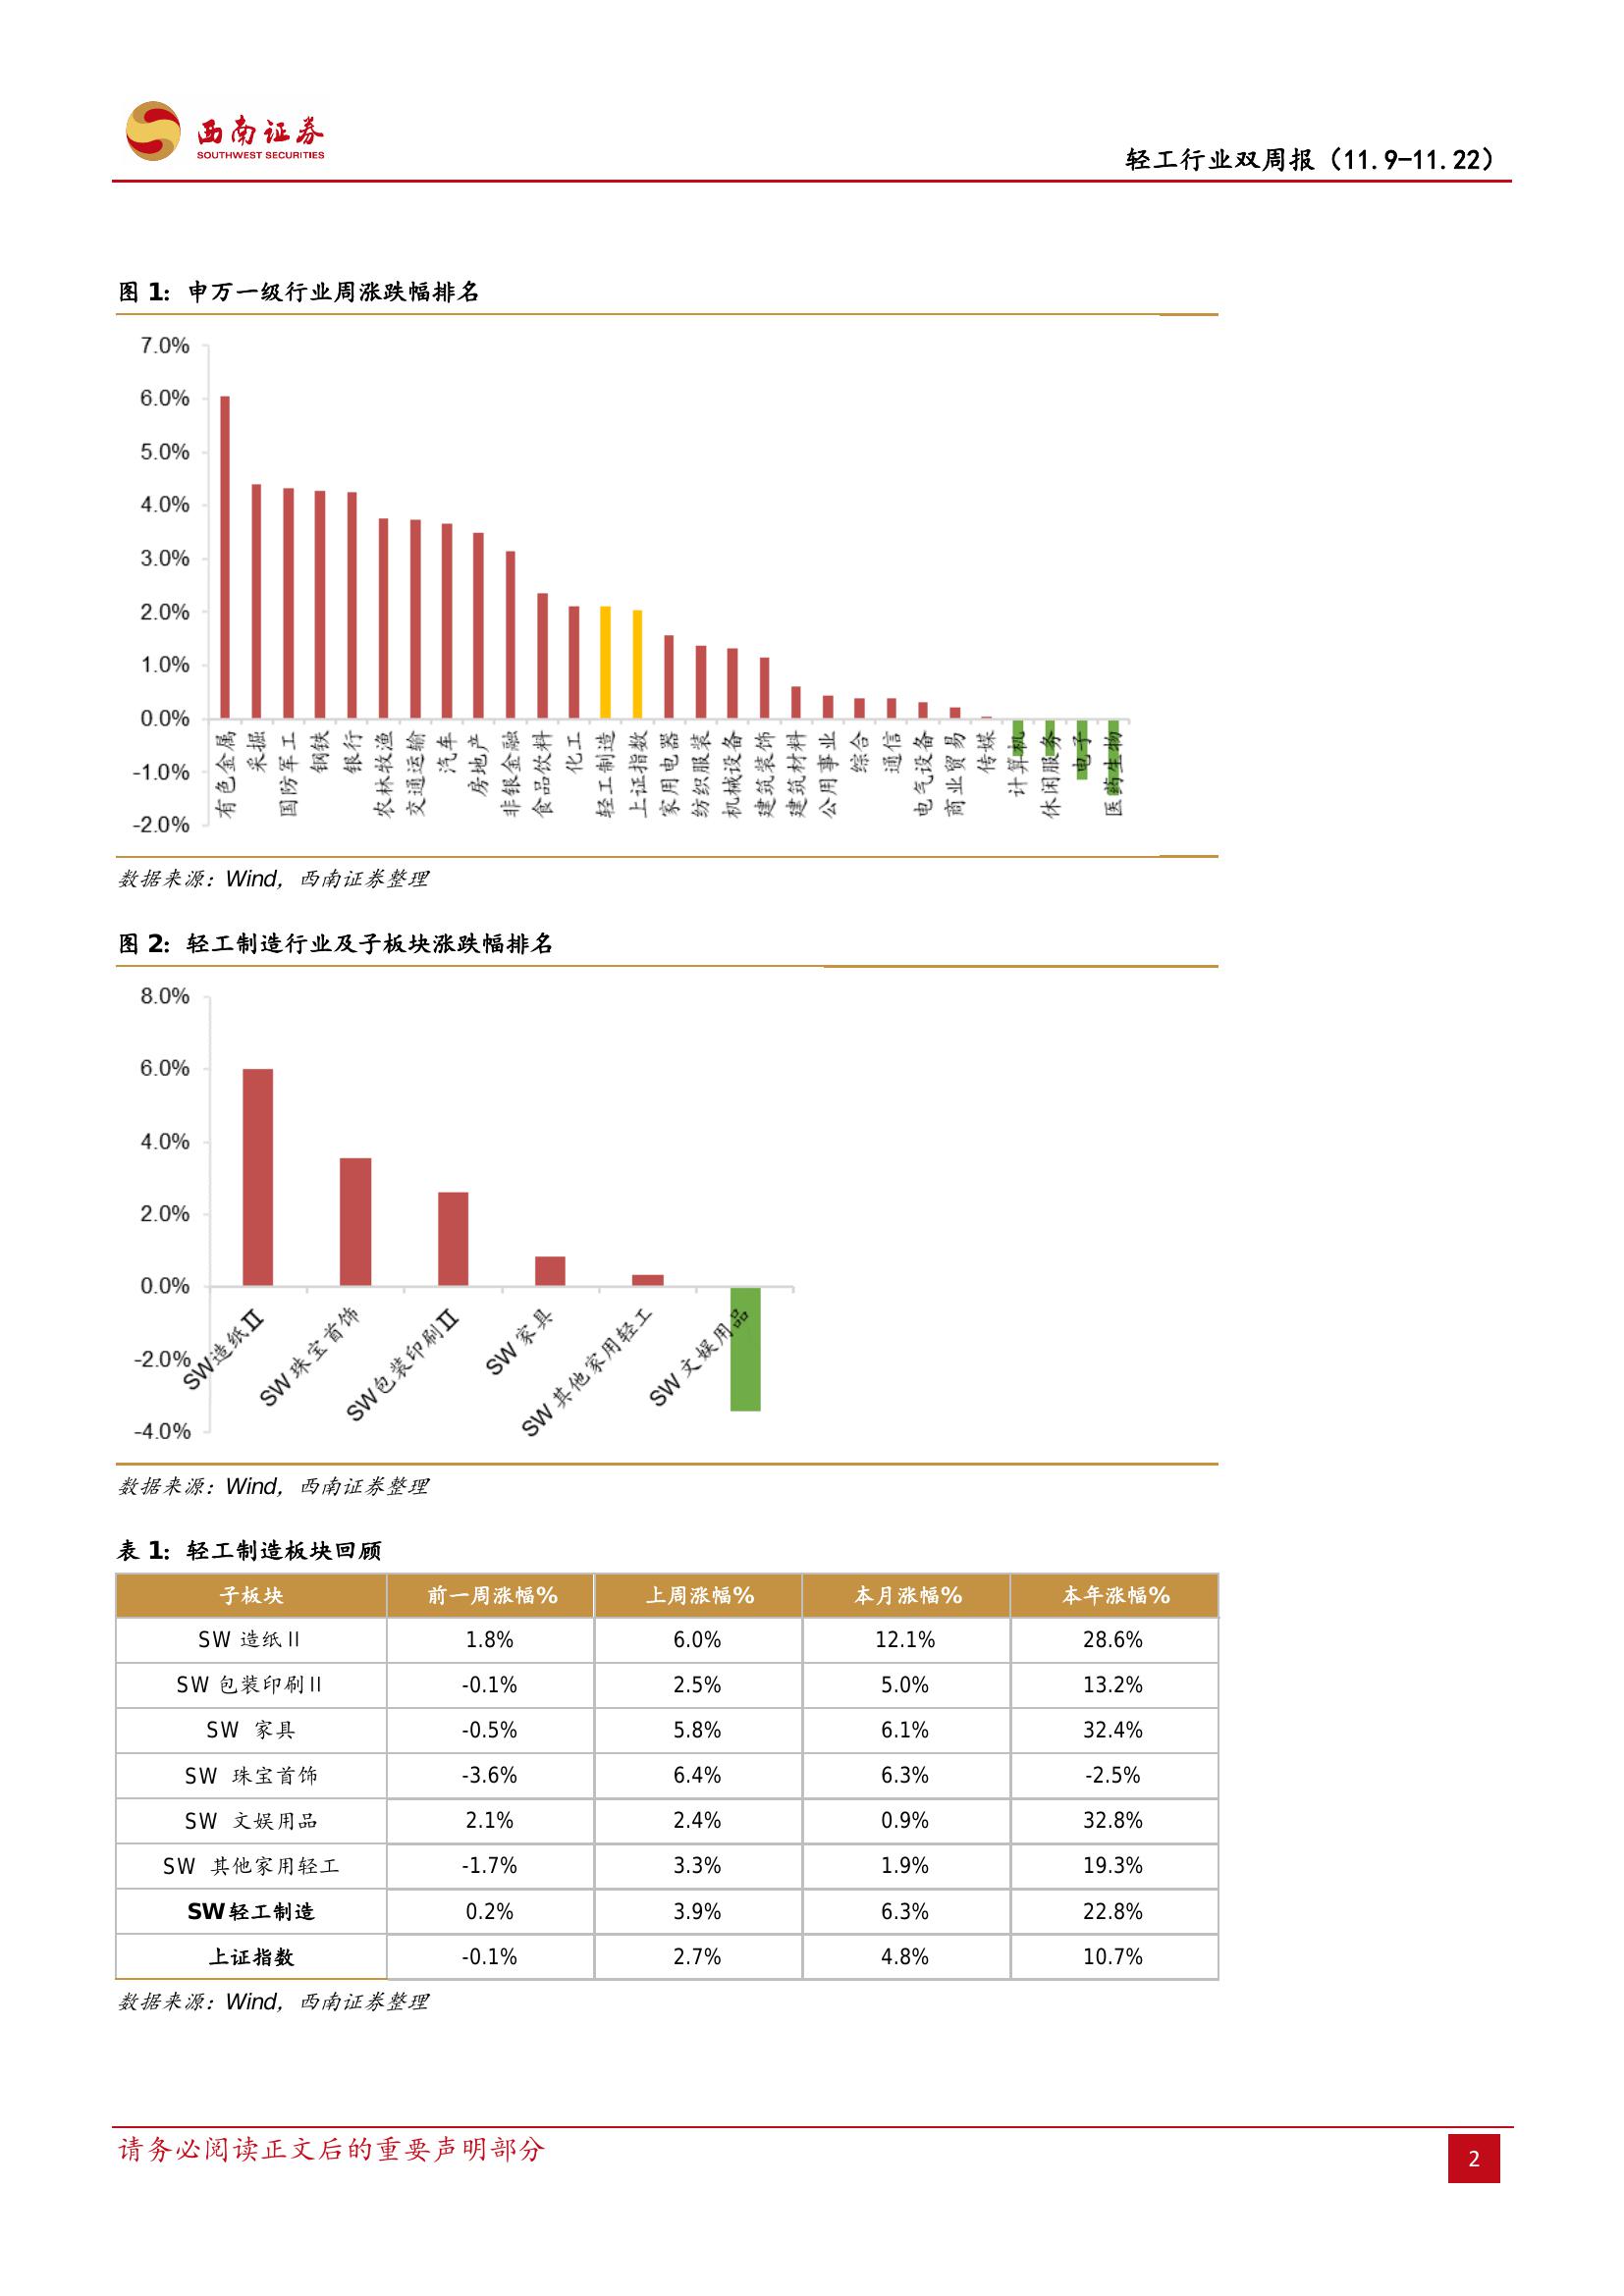 西南证券
SOUTHWEST SECURITIES
轻工行业双周报（11.9-11.22）
图 1：申万一级行业周涨跌幅排名
7.0%
6.0%
5.0%
4.0%
3.0%
2.0%
1.0%
0.0%
-1.0%
-2.0%
有色金属
采掘
国防军工
钢铁
银行
农林牧渔
交通运输
汽车
房地产
非银金融
食品饮料
化工
轻工制造
上证指数
家用电器
纺织服装
机械设备
建筑装饰
建筑材料
公用事业
综合
通信
电气设备
商业贸易
传媒
计算机
休闲服务
电子
医药生物
数据来源：Wind，西南证券整理
图 2：轻工制造行业及子板块涨跌幅排名
8.0%
6.0%
4.0%
2.0%
0.0%
-2.0%
-4.0%
SW造纸Ⅱ
SW 珠宝首饰
SW包装印刷Ⅱ
SW 家具
SW 其他家用轻工
SW 文娱用品
数据来源：Wind，西南证券整理
表 1：轻工制造板块回顾
子板块 前一周涨幅% 上周涨幅% 本月涨幅% 本年涨幅%
SW 造纸Ⅱ 1.8% 6.0% 12.1% 28.6%
SW 包装印刷Ⅱ -0.1% 2.5% 5.0% 13.2%
SW 家具 -0.5% 5.8% 6.1% 32.4%
SW 珠宝首饰 -3.6% 6.4% 6.3% -2.5%
SW 文娱用品 2.1% 2.4% 0.9% 32.8%
SW 其他家用轻工 -1.7% 3.3% 1.9% 19.3%
SW轻工制造 0.2% 3.9% 6.3% 22.8%
上证指数 -0.1% 2.7% 4.8% 10.7%
数据来源：Wind，西南证券整理
请务必阅读正文后的重要声明部分
2